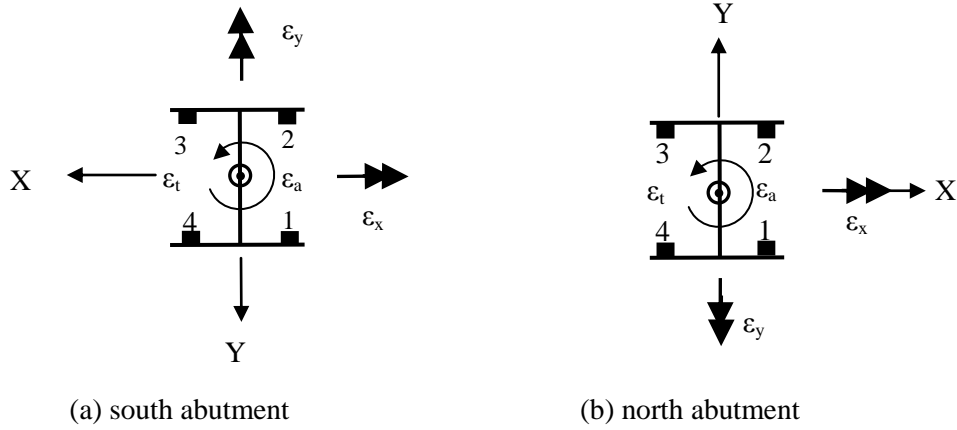 εy
Y
3 2
3 2
X εt εa
εt εa X
εx
εx
4 1
4 1
εy
Y
(a) south abutment (b) north abutment